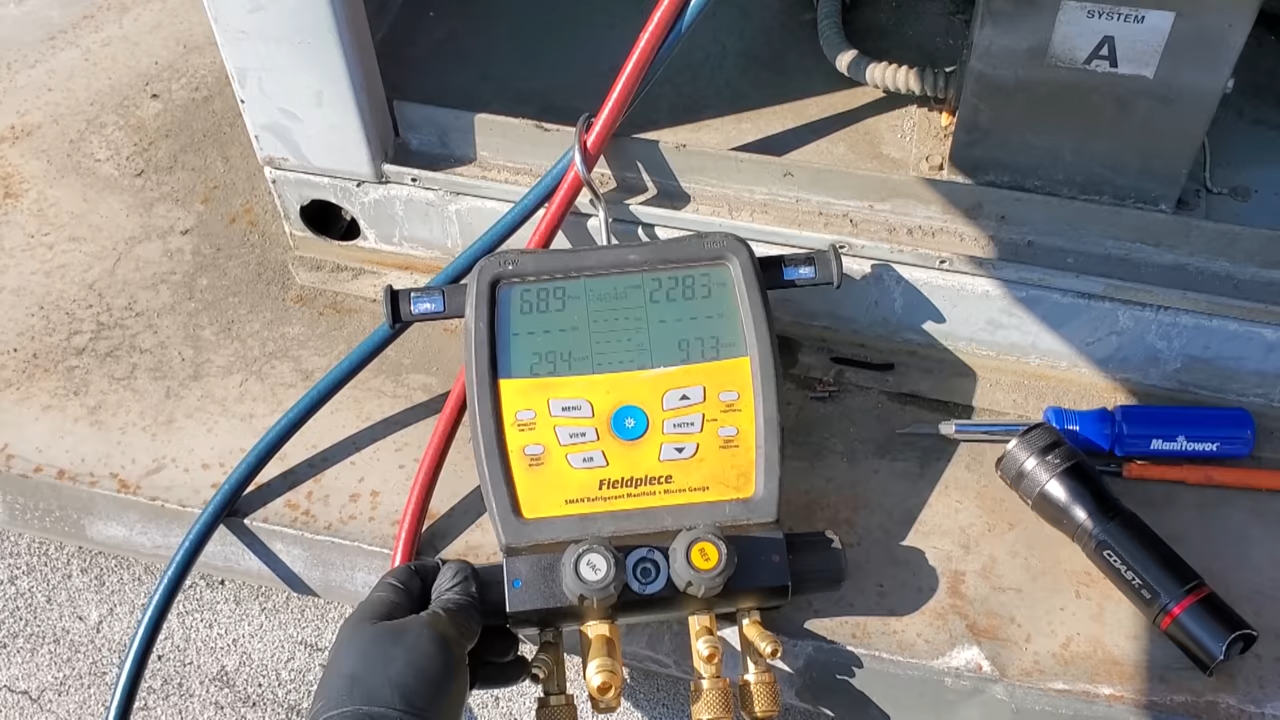 SYSTEM
A
LOW
HIGH
68.9
R404A
228.3
29.4
97.3
MENU
VIEW
AIR
ENTER
Fieldpiece
SMAN Refrigerant Manifold + Micron Gauge
VAC
REF
Manitowoc
COAST